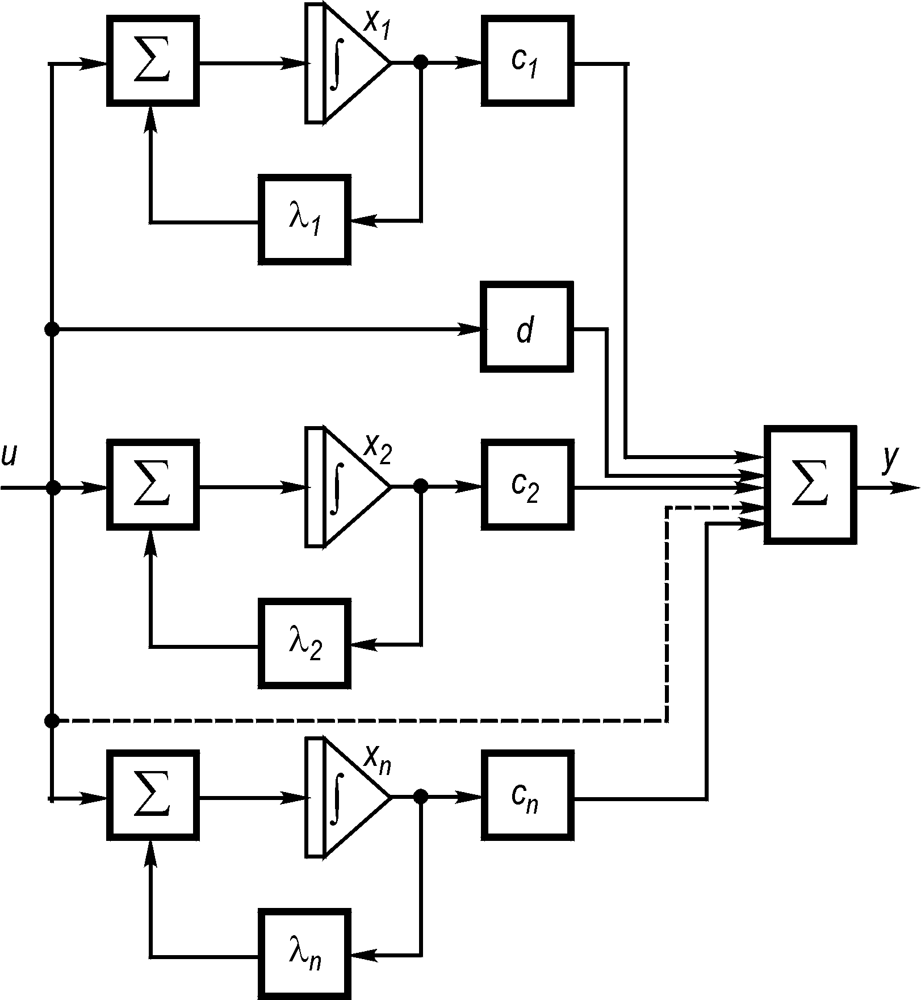 x₁
Σ
∫
c₁
λ₁
d
u
x₂
Σ
∫
c₂
Σ
y
λ₂
xₙ
Σ
∫
cₙ
λₙ